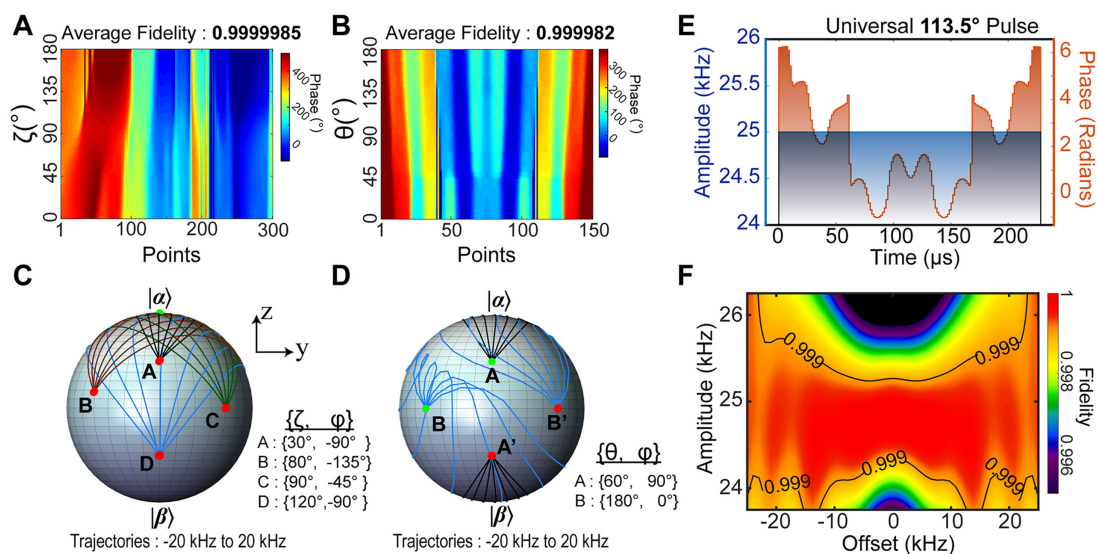 A
Average Fidelity : 0.9999985
ζ(°)
180
135
90
45
0
1
100
200
300
Points
400
200
0
Phase (°)
B
Average Fidelity : 0.999982
θ(°)
180
135
90
45
0
1
50
100
150
Points
300
200
100
0
Phase (°)
E
Universal 113.5° Pulse
Amplitude (kHz)
26
25.5
25
24.5
24
0
50
100
150
200
Time (μs)
6
4
2
0
Phase (Radians)
C
|α⟩
A
B
C
D
|β⟩
z
y
{ζ, φ}
A : {30°, -90° }
B : {80°, -135°}
C : {90°, -45°}
D : {120°,-90°}
Trajectories : -20 kHz to 20 kHz
D
|α⟩
A
B
B'
A'
|β⟩
{θ, φ}
A : {60°, 90°}
B : {180°, 0°}
Trajectories : -20 kHz to 20 kHz
F
Amplitude (kHz)
26
25
24
0.999
0.999
0.999
0.999
0.999
-20
-10
0
10
20
Offset (kHz)
1
0.998
0.996
Fidelity